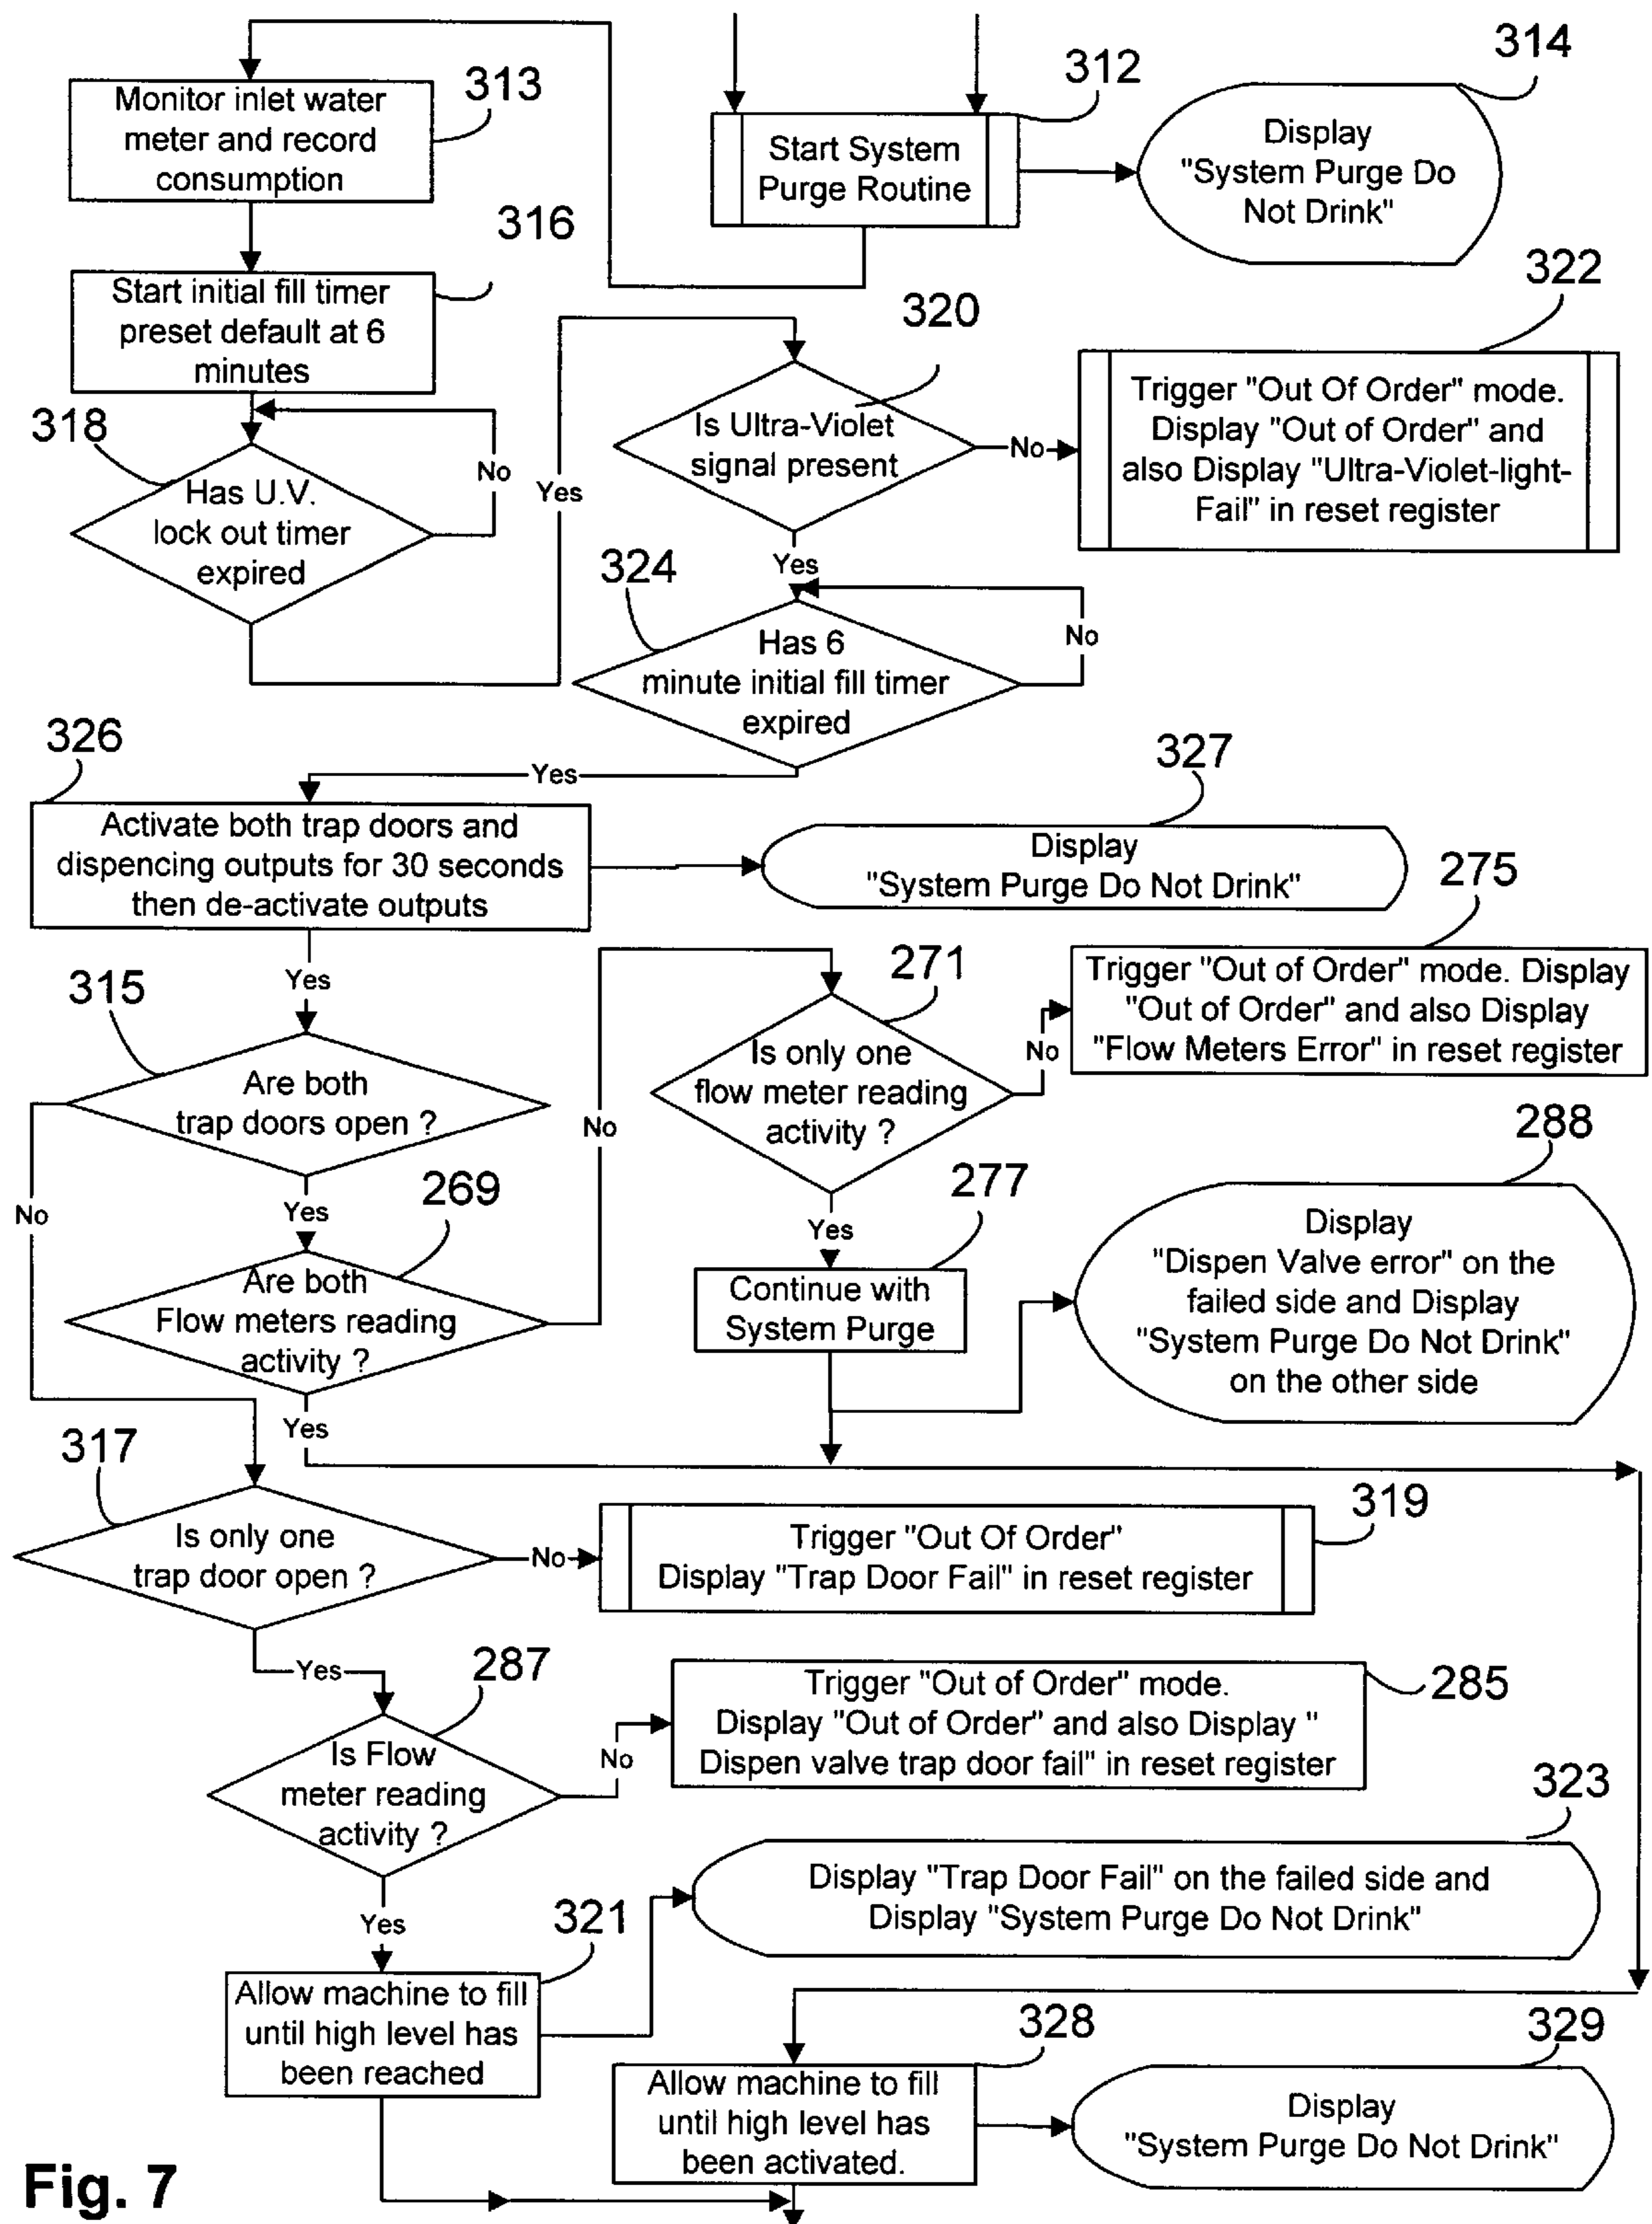 313
Monitor inlet water
meter and record
consumption
312
Start System
Purge Routine
314
Display
"System Purge Do
Not Drink"
316
Start initial fill timer
preset default at 6
minutes
318
Has U.V.
lock out timer
expired
No
Yes
320
Is Ultra-Violet
signal present
No
322
Trigger "Out Of Order" mode.
Display "Out of Order" and
also Display "Ultra-Violet-light-
Fail" in reset register
Yes
324
Has 6
minute initial fill timer
expired
No
Yes
326
Activate both trap doors and
dispencing outputs for 30 seconds
then de-activate outputs
327
Display
"System Purge Do Not Drink"
Yes
315
Are both
trap doors open ?
No
Yes
269
Are both
Flow meters reading
activity ?
No
Yes
271
Is only one
flow meter reading
activity ?
No
275
Trigger "Out of Order" mode. Display
"Out of Order" and also Display
"Flow Meters Error" in reset register
Yes
277
Continue with
System Purge
288
Display
"Dispen Valve error" on the
failed side and Display
"System Purge Do Not Drink"
on the other side
317
Is only one
trap door open ?
No
319
Trigger "Out Of Order"
Display "Trap Door Fail" in reset register
Yes
287
Is Flow
meter reading
activity ?
No
285
Trigger "Out of Order" mode.
Display "Out of Order" and also Display "
Dispen valve trap door fail" in reset register
Yes
321
Allow machine to fill
until high level has
been reached
323
Display "Trap Door Fail" on the failed side and
Display "System Purge Do Not Drink"
328
Allow machine to fill
until high level has
been activated.
329
Display
"System Purge Do Not Drink"
Fig. 7